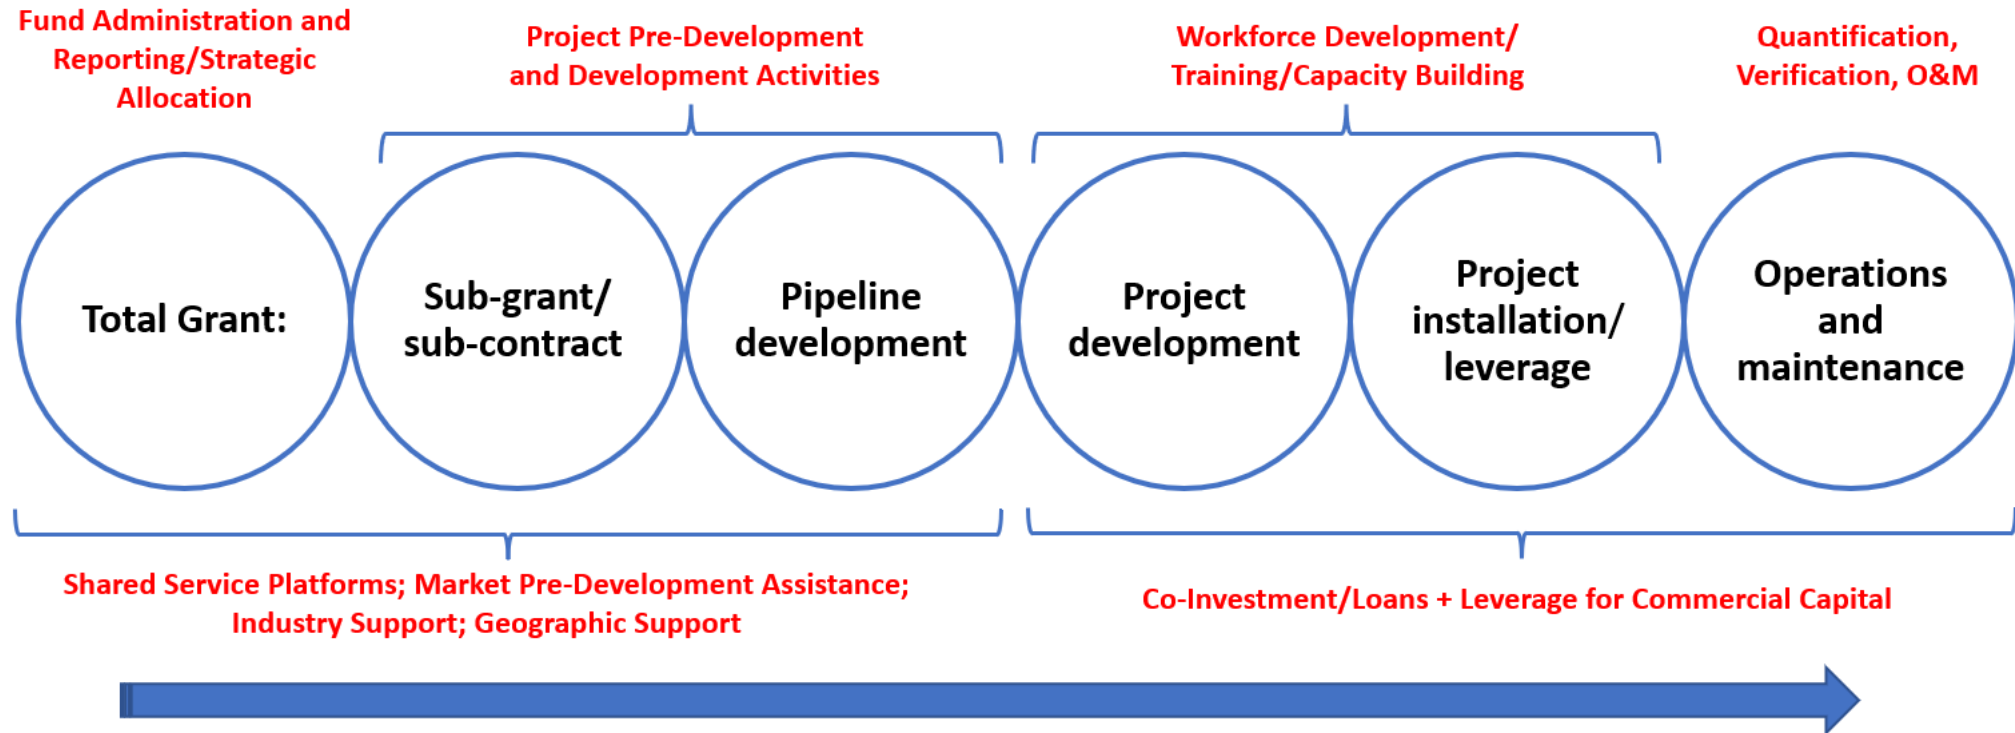 Fund Administration and
Reporting/Strategic
Allocation
Project Pre-Development
and Development Activities
Workforce Development/
Training/Capacity Building
Quantification,
Verification, O&M
Total Grant:
Sub-grant/
sub-contract
Pipeline
development
Project
development
Project
installation/
leverage
Operations
and
maintenance
Shared Service Platforms; Market Pre-Development Assistance;
Industry Support; Geographic Support
Co-Investment/Loans + Leverage for Commercial Capital